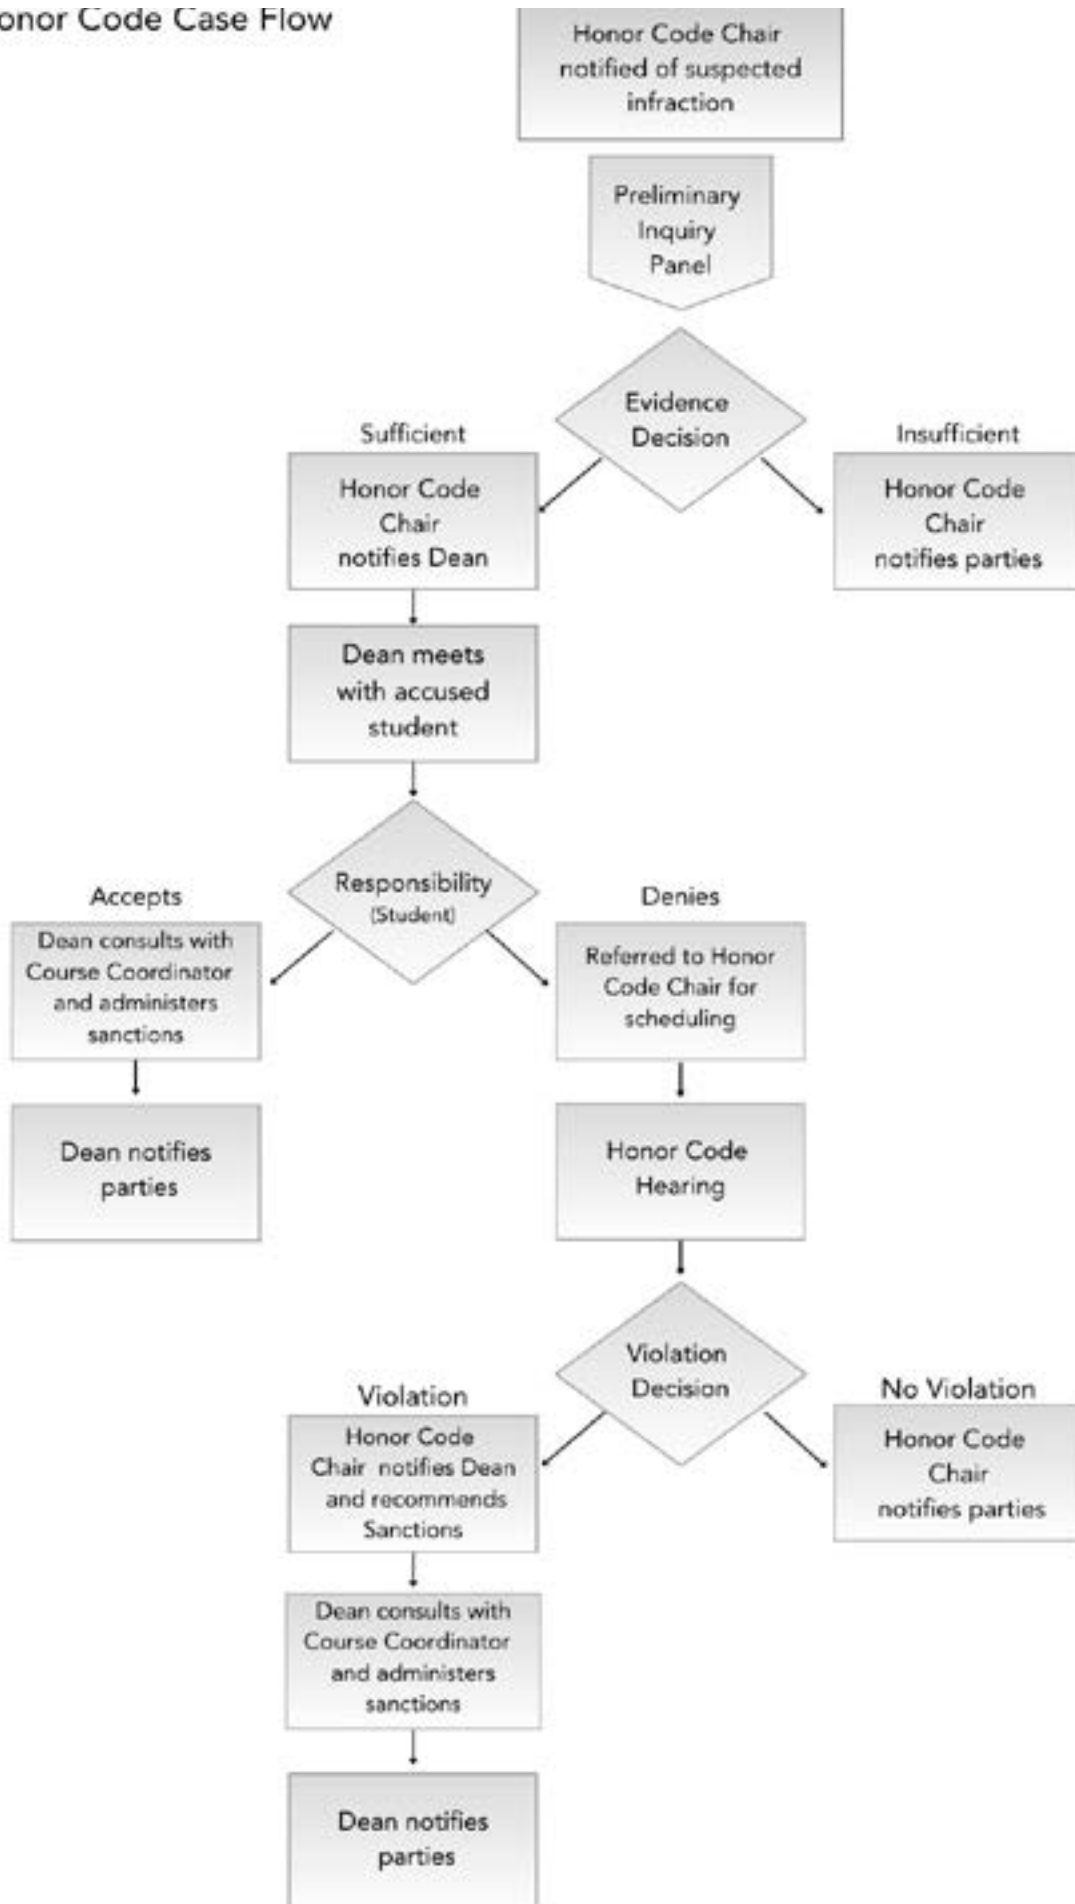 onor Code Case Flow
Honor Code Chair
notified of suspected
infraction
Preliminary
Inquiry
Panel
Evidence
Decision
Sufficient
Honor Code
Chair
notifies Dean
Insufficient
Honor Code
Chair
notifies parties
Dean meets
with accused
student
Responsibility
(Student)
Accepts
Dean consults with
Course Coordinator
and administers
sanctions
Dean notifies
parties
Denies
Referred to Honor
Code Chair for
scheduling
Honor Code
Hearing
Violation
Decision
Violation
Honor Code
Chair notifies Dean
and recommends
Sanctions
No Violation
Honor Code
Chair
notifies parties
Dean consults with
Course Coordinator
and administers
sanctions
Dean notifies
parties